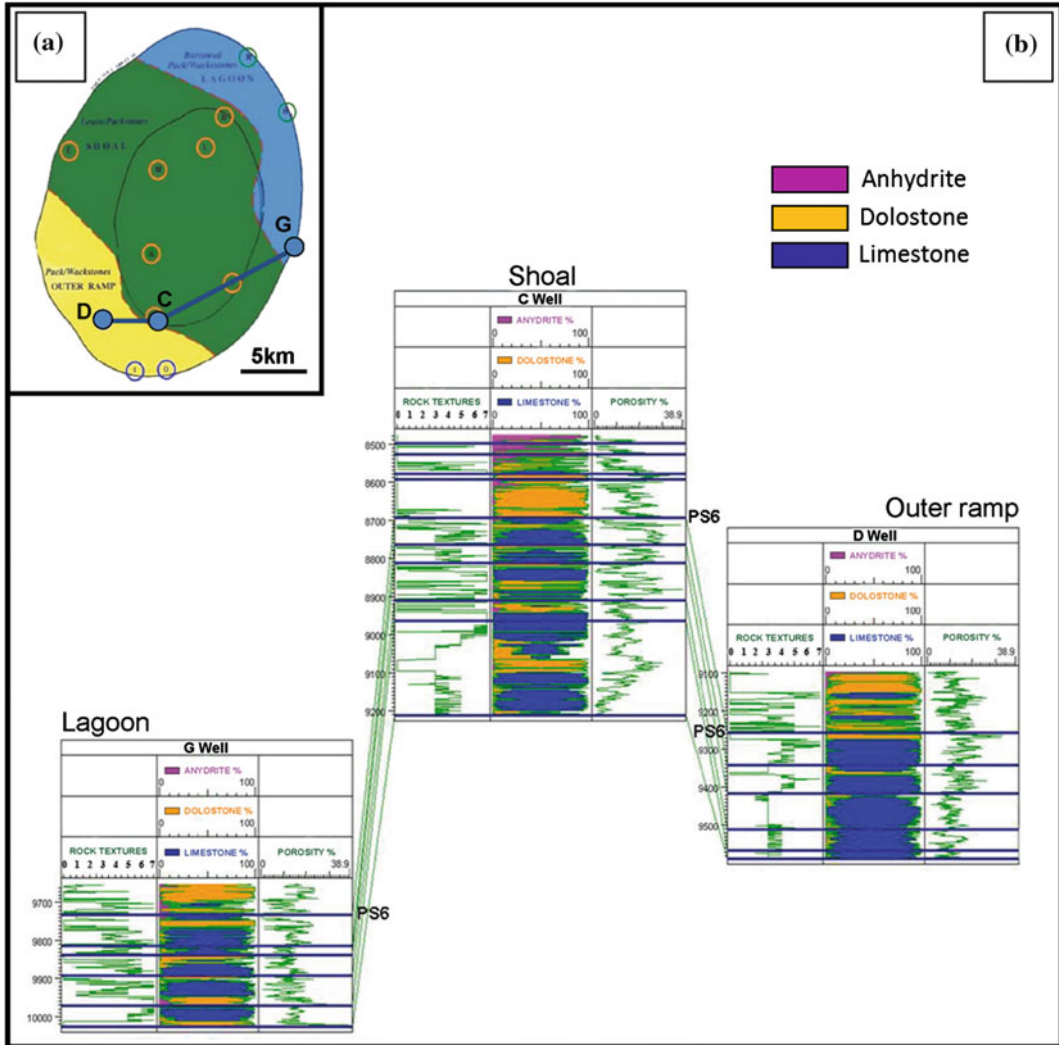 (a)
(b)
Burrowed
Pack/Wackstones
LAGOON
Grain/Packstones
SHOAL
Pack/Wackstones
OUTER RAMP
G
D
C
5km
Anhydrite
Dolostone
Limestone
Shoal
C Well
ANYDRITE %
0 100
DOLOSTONE %
0 100
ROCK TEXTURES LIMESTONE % POROSITY %
0 1 2 3 4 5 6 7 0 100 0 38.9
8500
8600
8700
PS6
8800
8900
9000
9100
9200
Outer ramp
D Well
ANYDRITE %
0 100
DOLOSTONE %
0 100
ROCK TEXTURES LIMESTONE % POROSITY %
0 1 2 3 4 5 6 7 0 100 0 38.9
9100
9200
PS6
9300
9400
9500
Lagoon
G Well
ANYDRITE %
0 100
DOLOSTONE %
0 100
ROCK TEXTURES LIMESTONE % POROSITY %
0 1 2 3 4 5 6 7 0 100 0 38.9
9700
PS6
9800
9900
10000